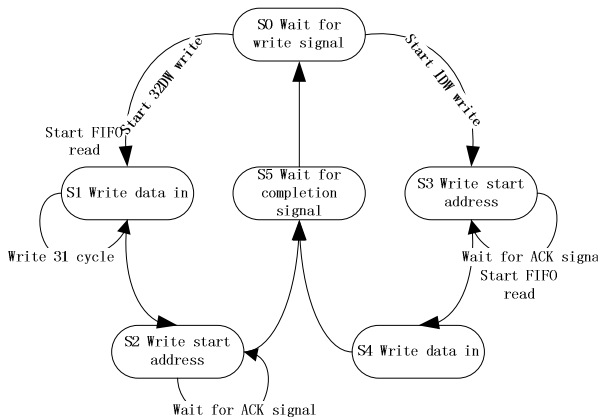 S0 Wait for
write signal
Start 32DW write
Start 1DW write
Start FIFO
read
S1 Write data in
S5 Wait for
completion
signal
S3 Write start
address
Write 31 cycle
Wait for ACK signa
Start FIFO
read
S2 Write start
address
S4 Write data in
Wait for ACK signal